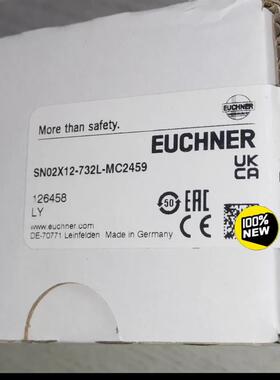 EUCHNER
More than safety.
EUCHNER
SN02X12-732L-MC2459
UK
CA
126458
LY
50
EAC
www.euchner.com
DE-70771 Leinfelden Made in Germany
100%
NEW